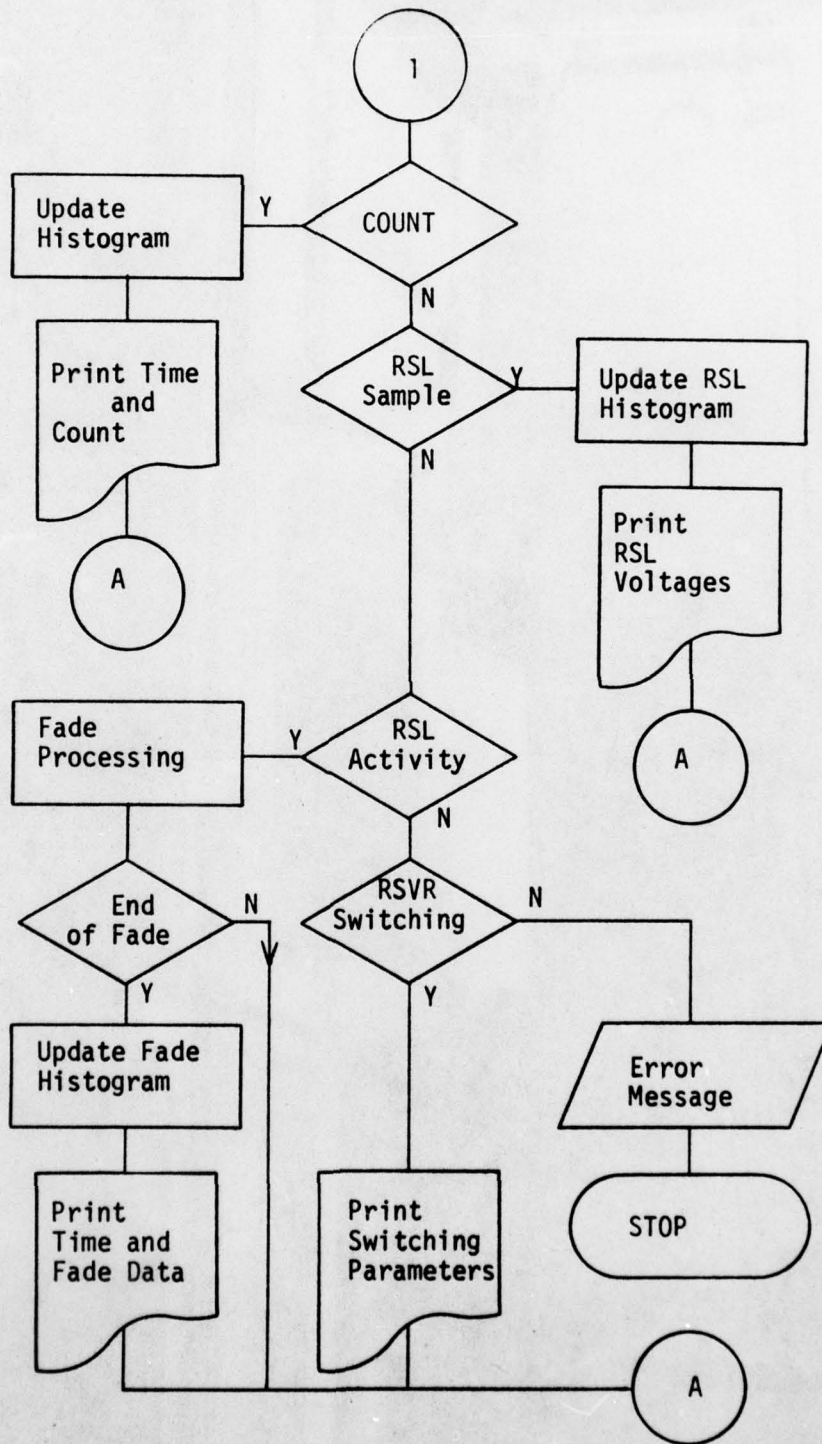 1
COUNT
Y
Update
Histogram
N
Print Time
and
Count
A
RSL
Sample
Y
Update RSL
Histogram
N
Print
RSL
Voltages
A
RSL
Activity
Y
Fade
Processing
N
End
of Fade
N
Y
RSVR
Switching
N
Y
Update Fade
Histogram
Error
Message
Print
Time and
Fade Data
Print
Switching
Parameters
STOP
A